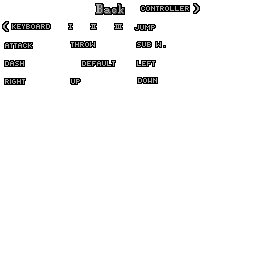 Back CONTROLLER
KEYBOARD I II III JUMP
ATTACK THROW SUB W.
DASH DEFAULT LEFT
RIGHT UP DOWN